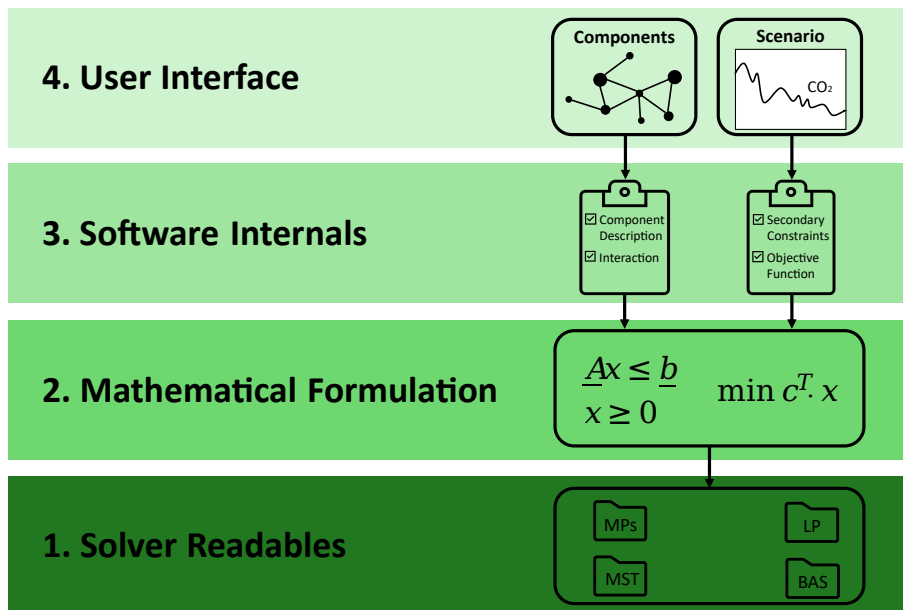 4. User Interface
Components
Scenario
CO₂
3. Software Internals
Component
Description
Interaction
Secondary
Constraints
Objective
Function
2. Mathematical Formulation
Ax ≤ b
x ≥ 0
min cᵀ· x
1. Solver Readables
MPs
LP
MST
BAS